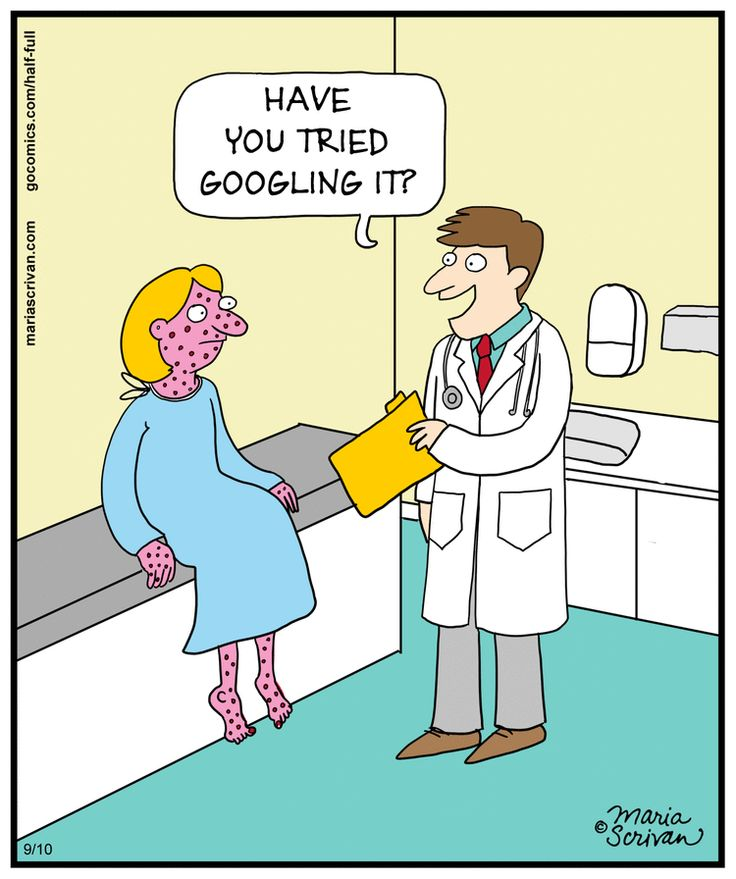 gocomics.com/half-full
mariascrivan.com
HAVE
YOU TRIED
GOOGLING IT?
©Maria
Scrivan
9/10